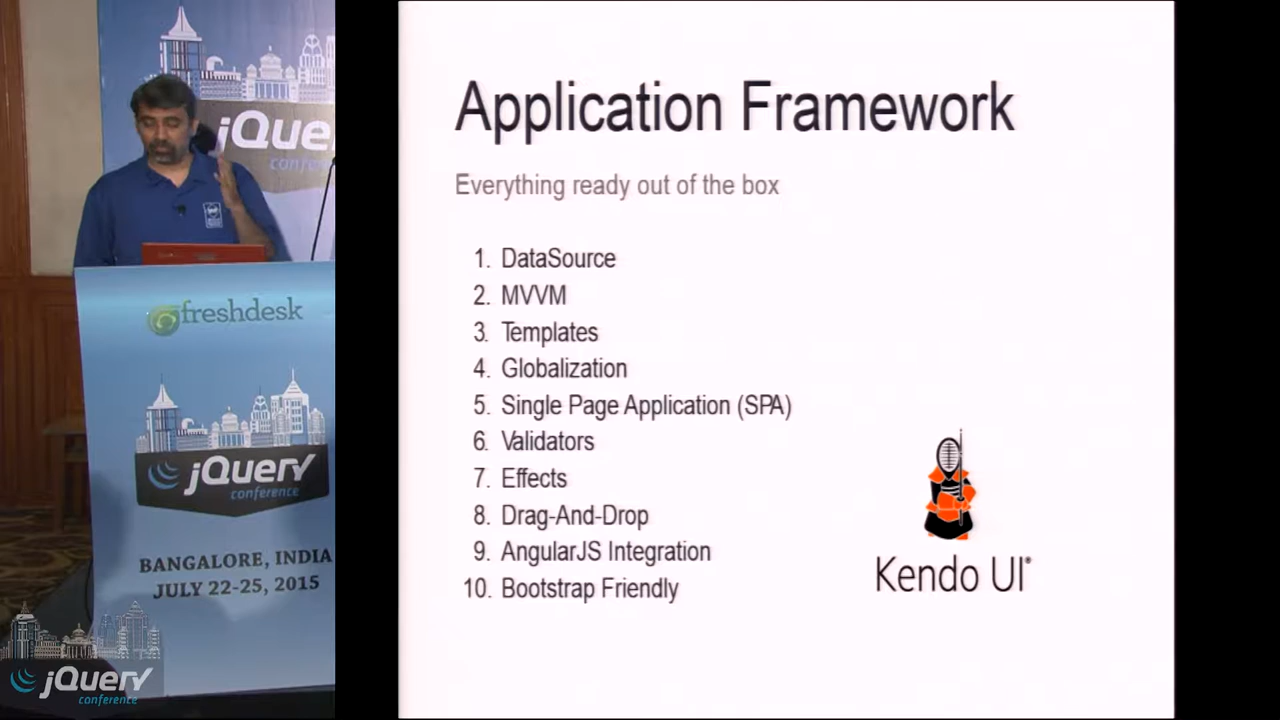 jQue
confe
freshdesk
jQuery
conference
BANGALORE, INDIA
JULY 22-25, 2015
jQuery
conference
Application Framework
Everything ready out of the box
1. DataSource
2. MVVM
3. Templates
4. Globalization
5. Single Page Application (SPA)
6. Validators
7. Effects
8. Drag-And-Drop
9. AngularJS Integration
10. Bootstrap Friendly
Kendo UI®